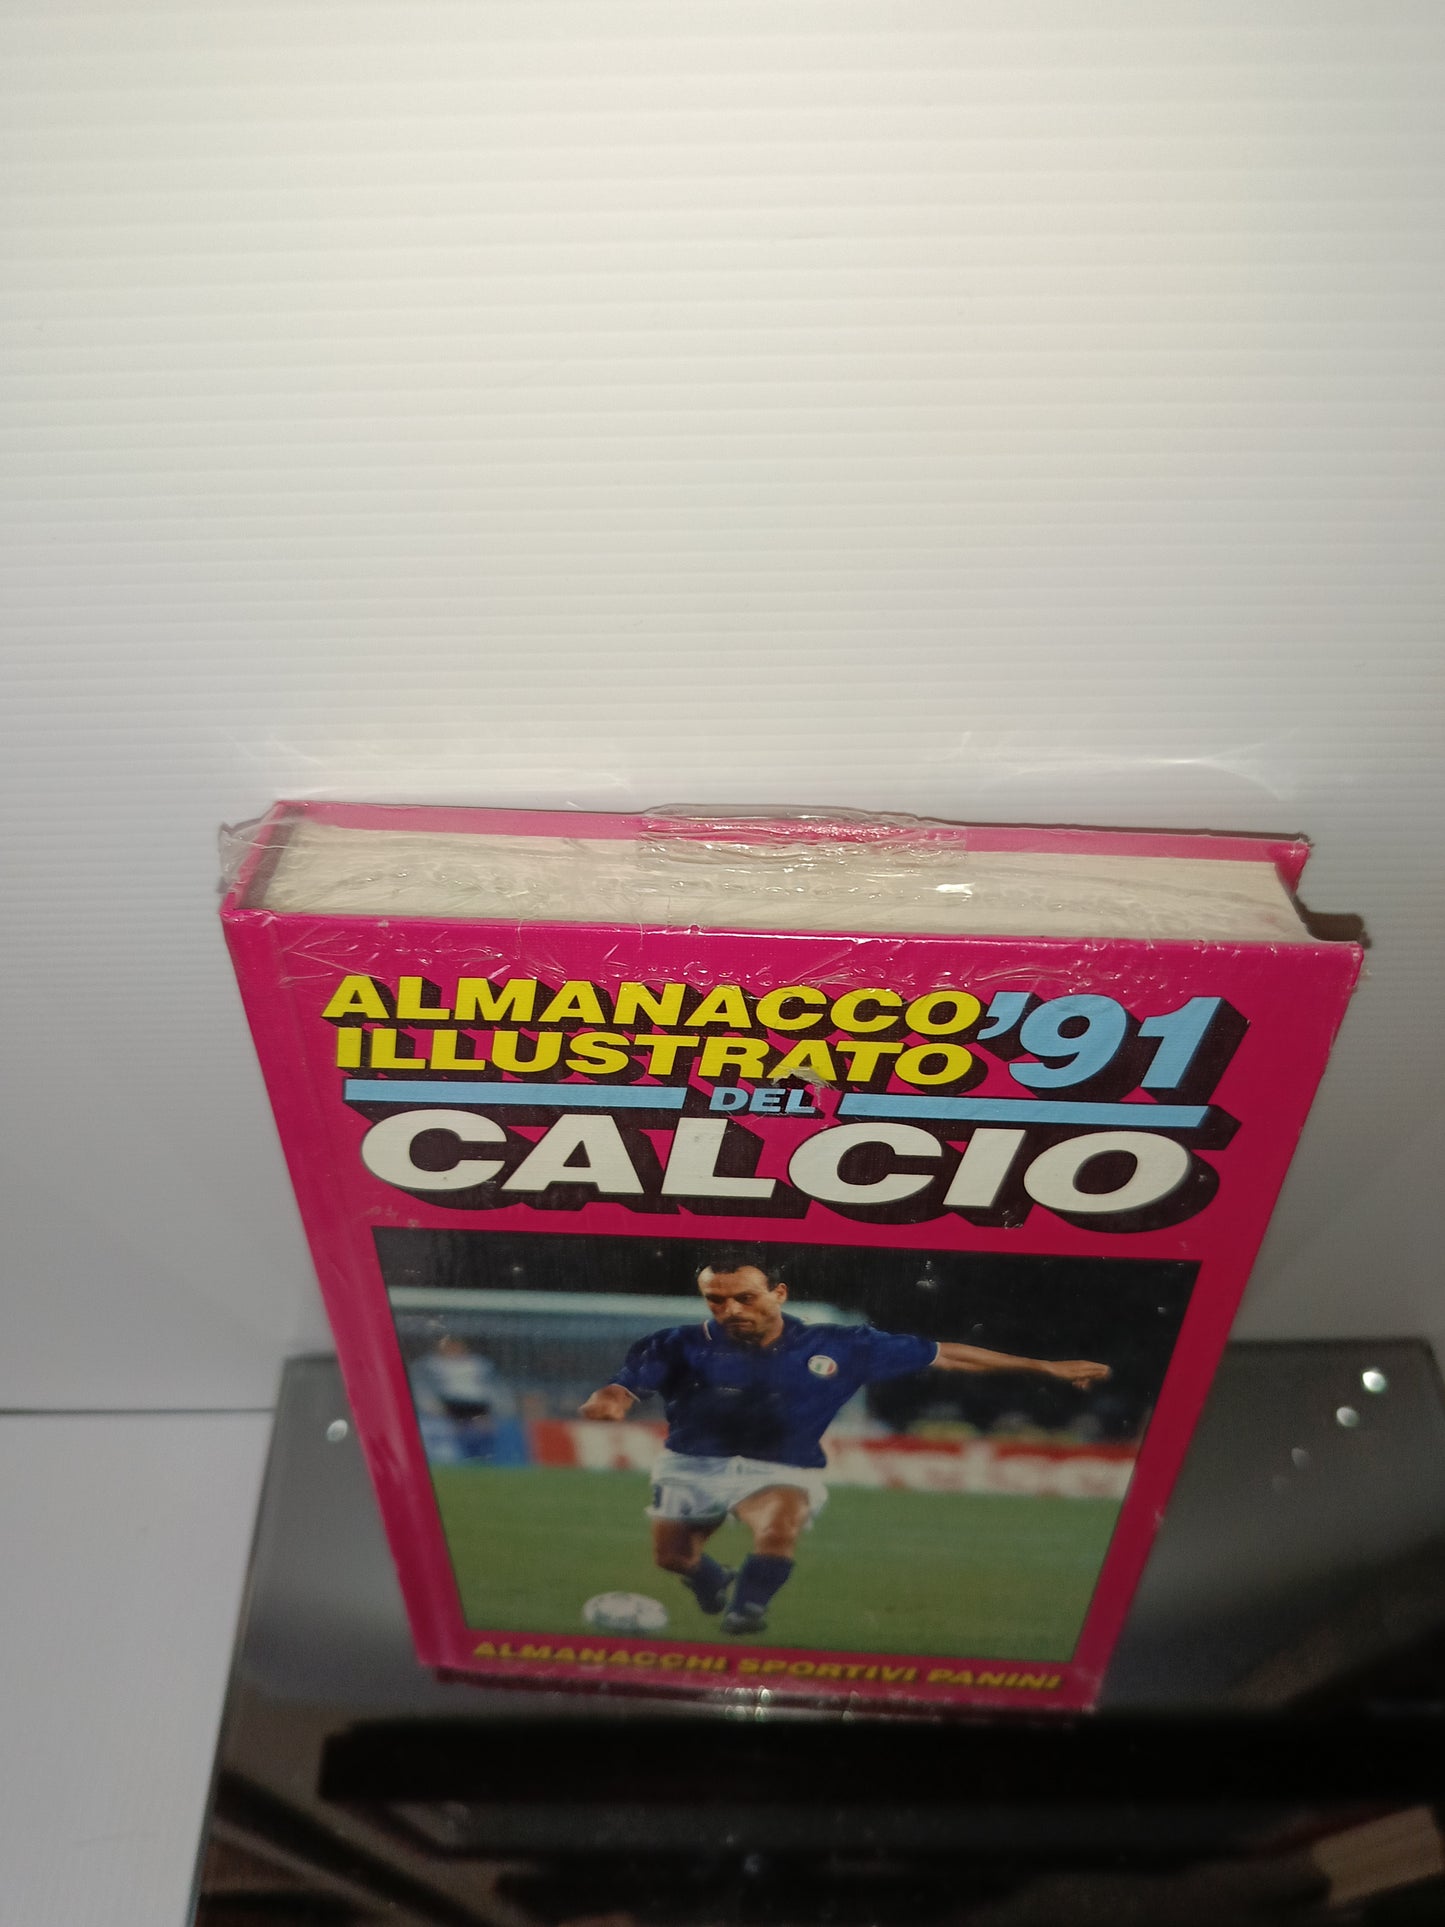 ALMANACCO '91
ILLUSTRATO
DEL
CALCIO
ALMANACCHI SPORTIVI PANINI